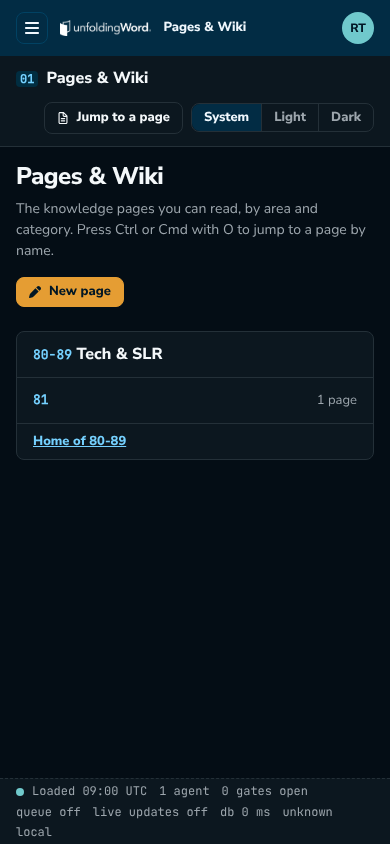 unfoldingWord. Pages & Wiki RT
01 Pages & Wiki
Jump to a page System Light Dark
Pages & Wiki
The knowledge pages you can read, by area and
category. Press Ctrl or Cmd with O to jump to a page by
name.
New page
80-89 Tech & SLR
81 1 page
Home of 80-89
Loaded 09:00 UTC 1 agent 0 gates open
queue off live updates off db 0 ms unknown
local